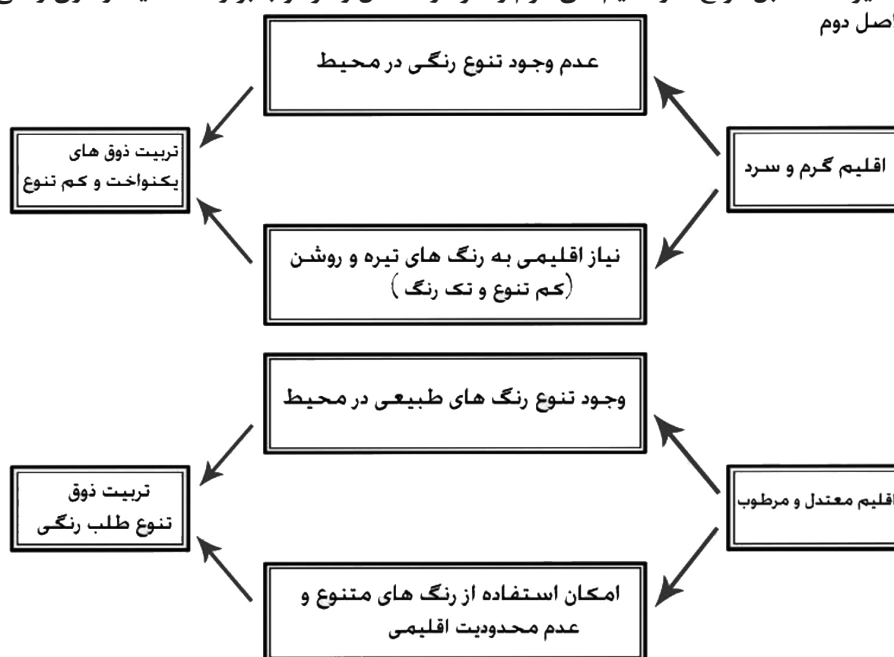 اصل دوم
عدم وجود تنوع رنگی در محیط
اقلیم گرم و سرد
تربیت ذوق های
یکنواخت و کم تنوع
نیاز اقلیمی به رنگ های تیره و روشن
(کم تنوع و تک رنگ)
وجود تنوع رنگ های طبیعی در محیط
اقلیم معتدل و مرطوب
تربیت ذوق
تنوع طلب رنگی
امکان استفاده از رنگ های متنوع و
عدم محدودیت اقلیمی